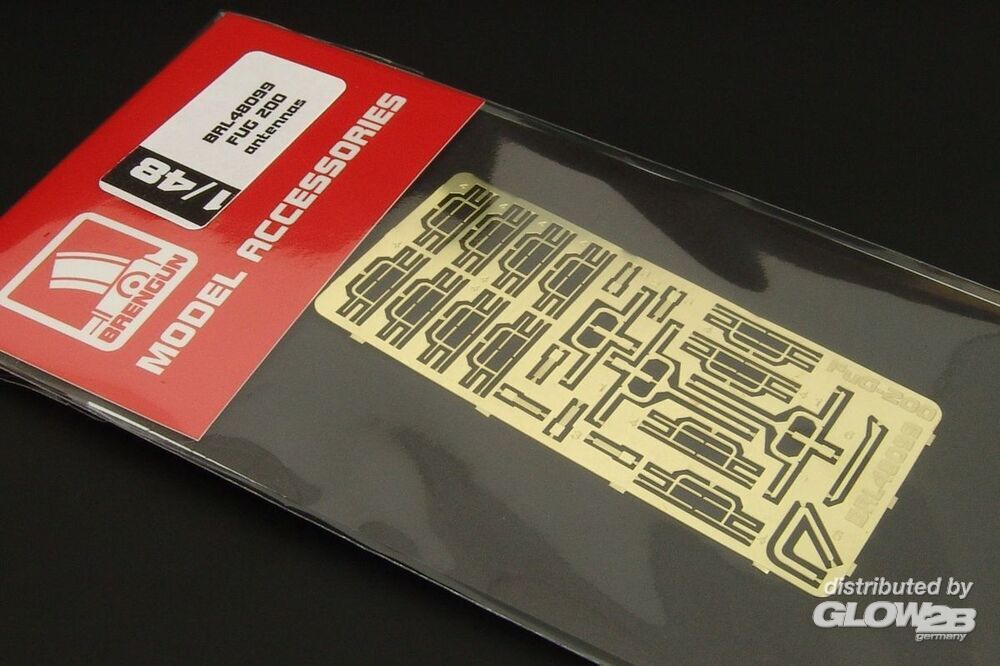 BRL48099
FUG 200
antennas
1/48
BRENGUN
MODEL ACCESSORIES
FuG-200
BRL48099
distributed by
GLOW2B
germany